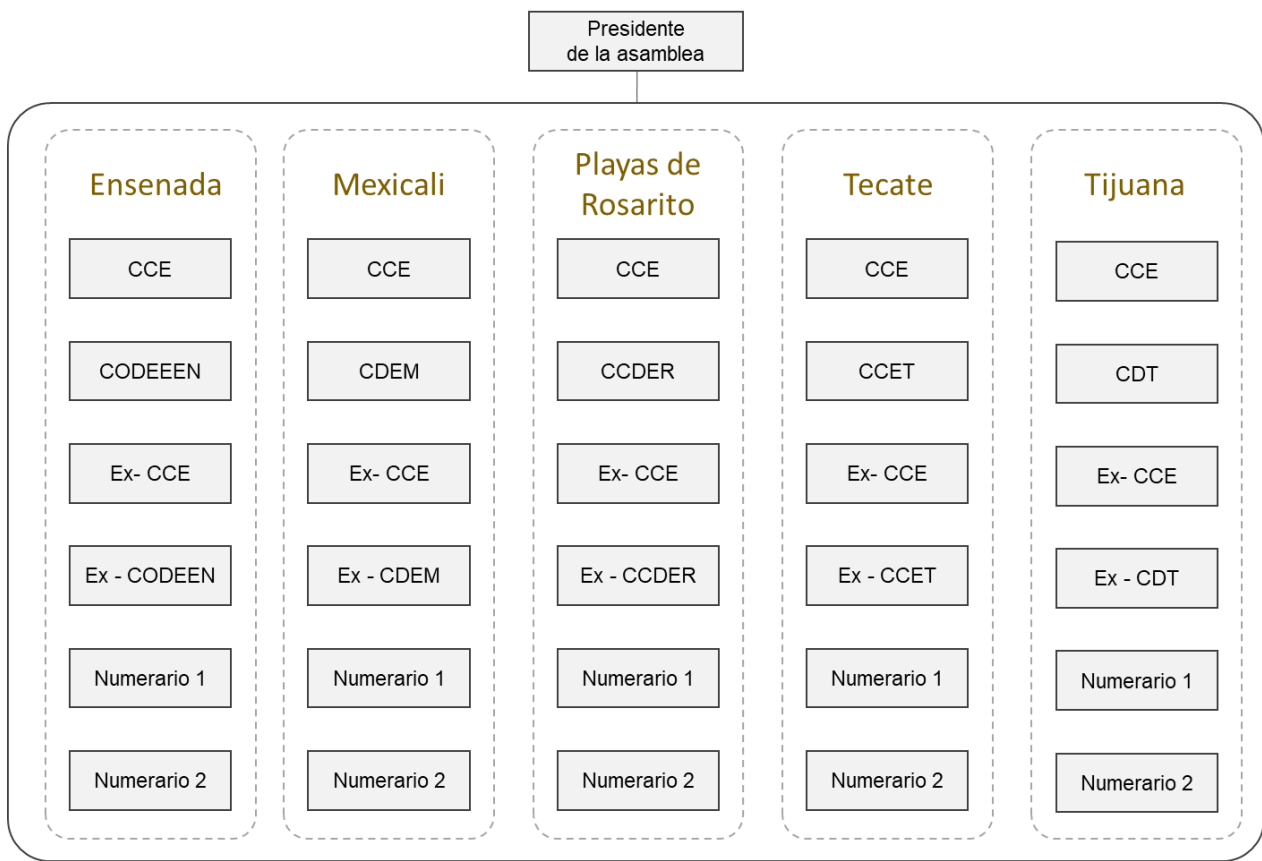 Presidente
de la asamblea
Ensenada
CCE
CODEEEN
Ex- CCE
Ex - CODEEN
Numerario 1
Numerario 2
Mexicali
CCE
CDEM
Ex- CCE
Ex - CDEM
Numerario 1
Numerario 2
Playas de
Rosarito
CCE
CCDER
Ex- CCE
Ex - CCDER
Numerario 1
Numerario 2
Tecate
CCE
CCET
Ex- CCE
Ex - CCET
Numerario 1
Numerario 2
Tijuana
CCE
CDT
Ex- CCE
Ex - CDT
Numerario 1
Numerario 2